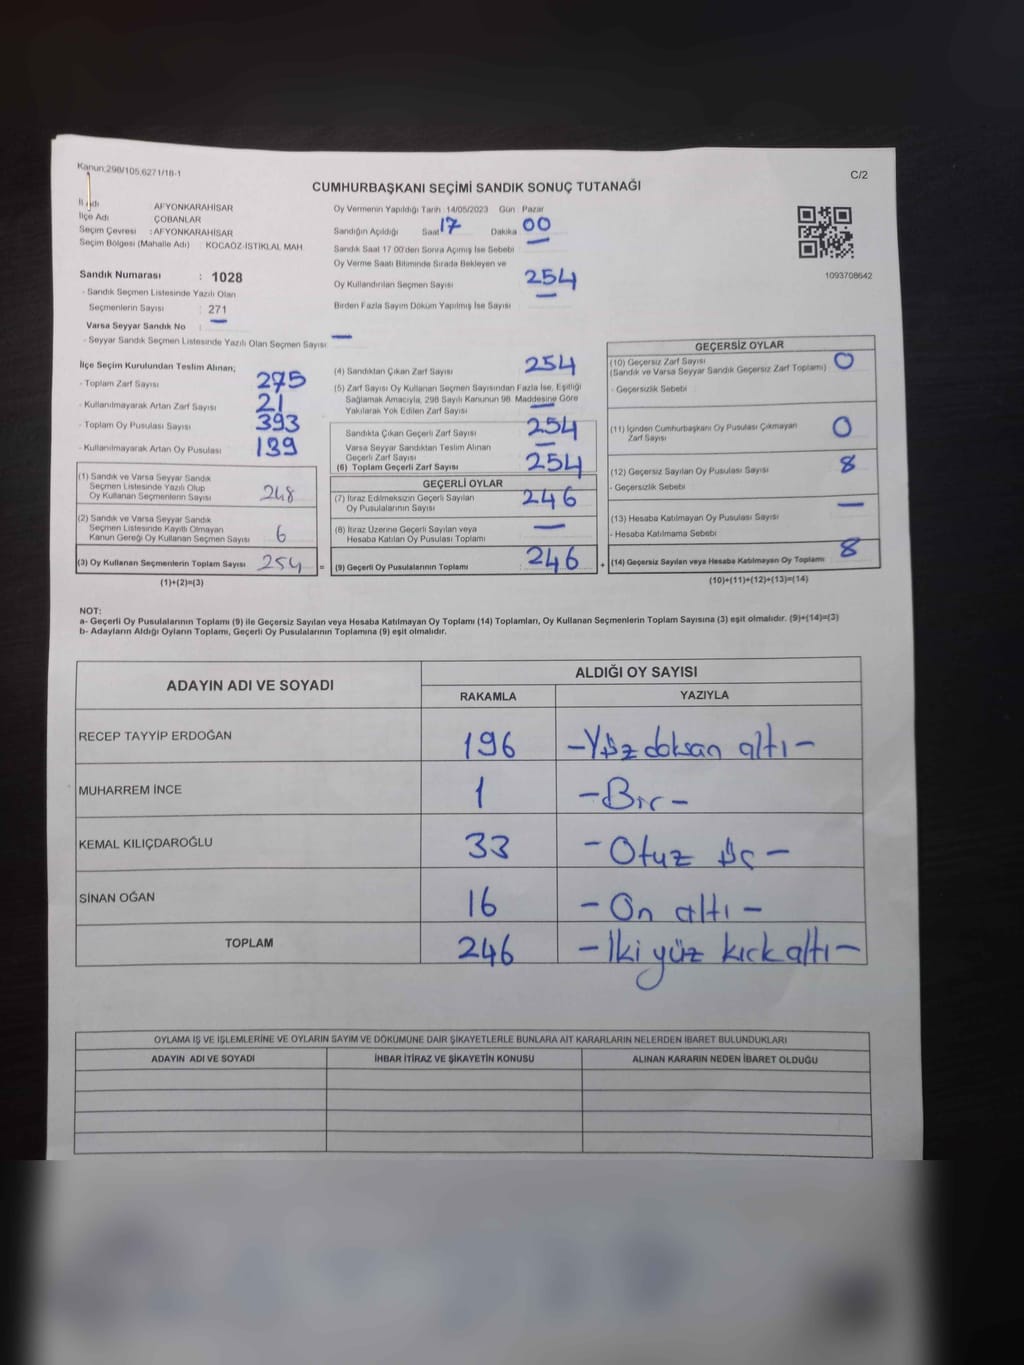 Kanun:298/105,6271/18-1
C/2
CUMHURBAŞKANI SEÇİMİ SANDIK SONUÇ TUTANAĞI
İl Adı : AFYONKARAHİSAR
İlçe Adı : ÇOBANLAR
Seçim Çevresi : AFYONKARAHİSAR
Seçim Bölgesi (Mahalle Adı) : KOCAÖZ-İSTİKLAL MAH.
Sandık Numarası : 1028
- Sandık Seçmen Listesinde Yazılı Olan
Seçmenlerin Sayısı : 271
Varsa Seyyar Sandık No : —
- Seyyar Sandık Seçmen Listesinde Yazılı Olan Seçmen Sayısı : —
Oy Vermenin Yapıldığı Tarih : 14/05/2023 Gün : Pazar
Sandığın Açıldığı Saat 17 Dakika 00
Sandık Saat 17.00'den Sonra Açımış İse Sebebi : —
Oy Verme Saati Bitiminde Sırada Bekleyen ve
Oy Kullandırılan Seçmen Sayısı : 254
Birden Fazla Sayım Döküm Yapılmış İse Sayısı : —
1093708642
İlçe Seçim Kurulundan Teslim Alınan;
- Toplam Zarf Sayısı 275
- Kullanılmayarak Artan Zarf Sayısı 21
- Toplam Oy Pusulası Sayısı 393
- Kullanılmayarak Artan Oy Pusulası 139
(1) Sandık ve Varsa Seyyar Sandık
Seçmen Listesinde Yazılı Olup
Oy Kullanan Seçmenlerin Sayısı 248
(2) Sandık ve Varsa Seyyar Sandık
Seçmen Listesinde Kayıtlı Olmayan
Kanun Gereği Oy Kullanan Seçmen Sayısı 6
(3) Oy Kullanan Seçmenlerin Toplam Sayısı 254 =
(1)+(2)=(3)
(4) Sandıktan Çıkan Zarf Sayısı 254
(5) Zarf Sayısı Oy Kullanan Seçmen Sayısından Fazla İse, Eşitliği
Sağlamak Amacıyla, 298 Sayılı Kanunun 98. Maddesine Göre
Yakılarak Yok Edilen Zarf Sayısı : —
Sandıkta Çıkan Geçerli Zarf Sayısı : 254
Varsa Seyyar Sandıktan Teslim Alınan
Geçerli Zarf Sayısı : —
(6) Toplam Geçerli Zarf Sayısı : 254
GEÇERLİ OYLAR
(7) İtiraz Edilmeksizin Geçerli Sayılan
Oy Pusulalarının Sayısı : 246
(8) İtiraz Üzerine Geçerli Sayılan veya
Hesaba Katılan Oy Pusulası Toplamı : —
(9) Geçerli Oy Pusulalarının Toplamı : 246 +
GEÇERSİZ OYLAR
(10) Geçersiz Zarf Sayısı
(Sandık ve Varsa Seyyar Sandık Geçersiz Zarf Toplamı) : 0
- Geçersizlik Sebebi
(11) İçinden Cumhurbaşkanı Oy Pusulası Çıkmayan
Zarf Sayısı 0
(12) Geçersiz Sayılan Oy Pusulası Sayısı : 8
- Geçersizlik Sebebi :
(13) Hesaba Katılmayan Oy Pusulası Sayısı : —
- Hesaba Katılmama Sebebi :
(14) Geçersiz Sayılan veya Hesaba Katılmayan Oy Toplamı : 8
(10)+(11)+(12)+(13)=(14)
NOT:
a- Geçerli Oy Pusulalarının Toplamı (9) ile Geçersiz Sayılan veya Hesaba Katılmayan Oy Toplamı (14) Toplamları, Oy Kullanan Seçmenlerin Toplam Sayısına (3) eşit olmalıdır. (9)+(14)=(3)
b- Adayların Aldığı Oyların Toplamı, Geçerli Oy Pusulalarının Toplamına (9) eşit olmalıdır.
ADAYIN ADI VE SOYADI ALDIĞI OY SAYISI
RAKAMLA YAZIYLA
RECEP TAYYİP ERDOĞAN 196 -Yüz doksan altı-
MUHARREM İNCE 1 -Bir-
KEMAL KILIÇDAROĞLU 33 -Otuz üç-
SİNAN OĞAN 16 -On altı-
TOPLAM 246 -İki yüz kırk altı-
OYLAMA İŞ VE İŞLEMLERİNE VE OYLARIN SAYIM VE DÖKÜMÜNE DAİR ŞİKAYETLERLE BUNLARA AİT KARARLARIN NELERDEN İBARET BULUNDUKLARI
ADAYIN ADI VE SOYADI İHBAR İTİRAZ VE ŞİKAYETİN KONUSU ALINAN KARARIN NEDEN İBARET OLDUĞU